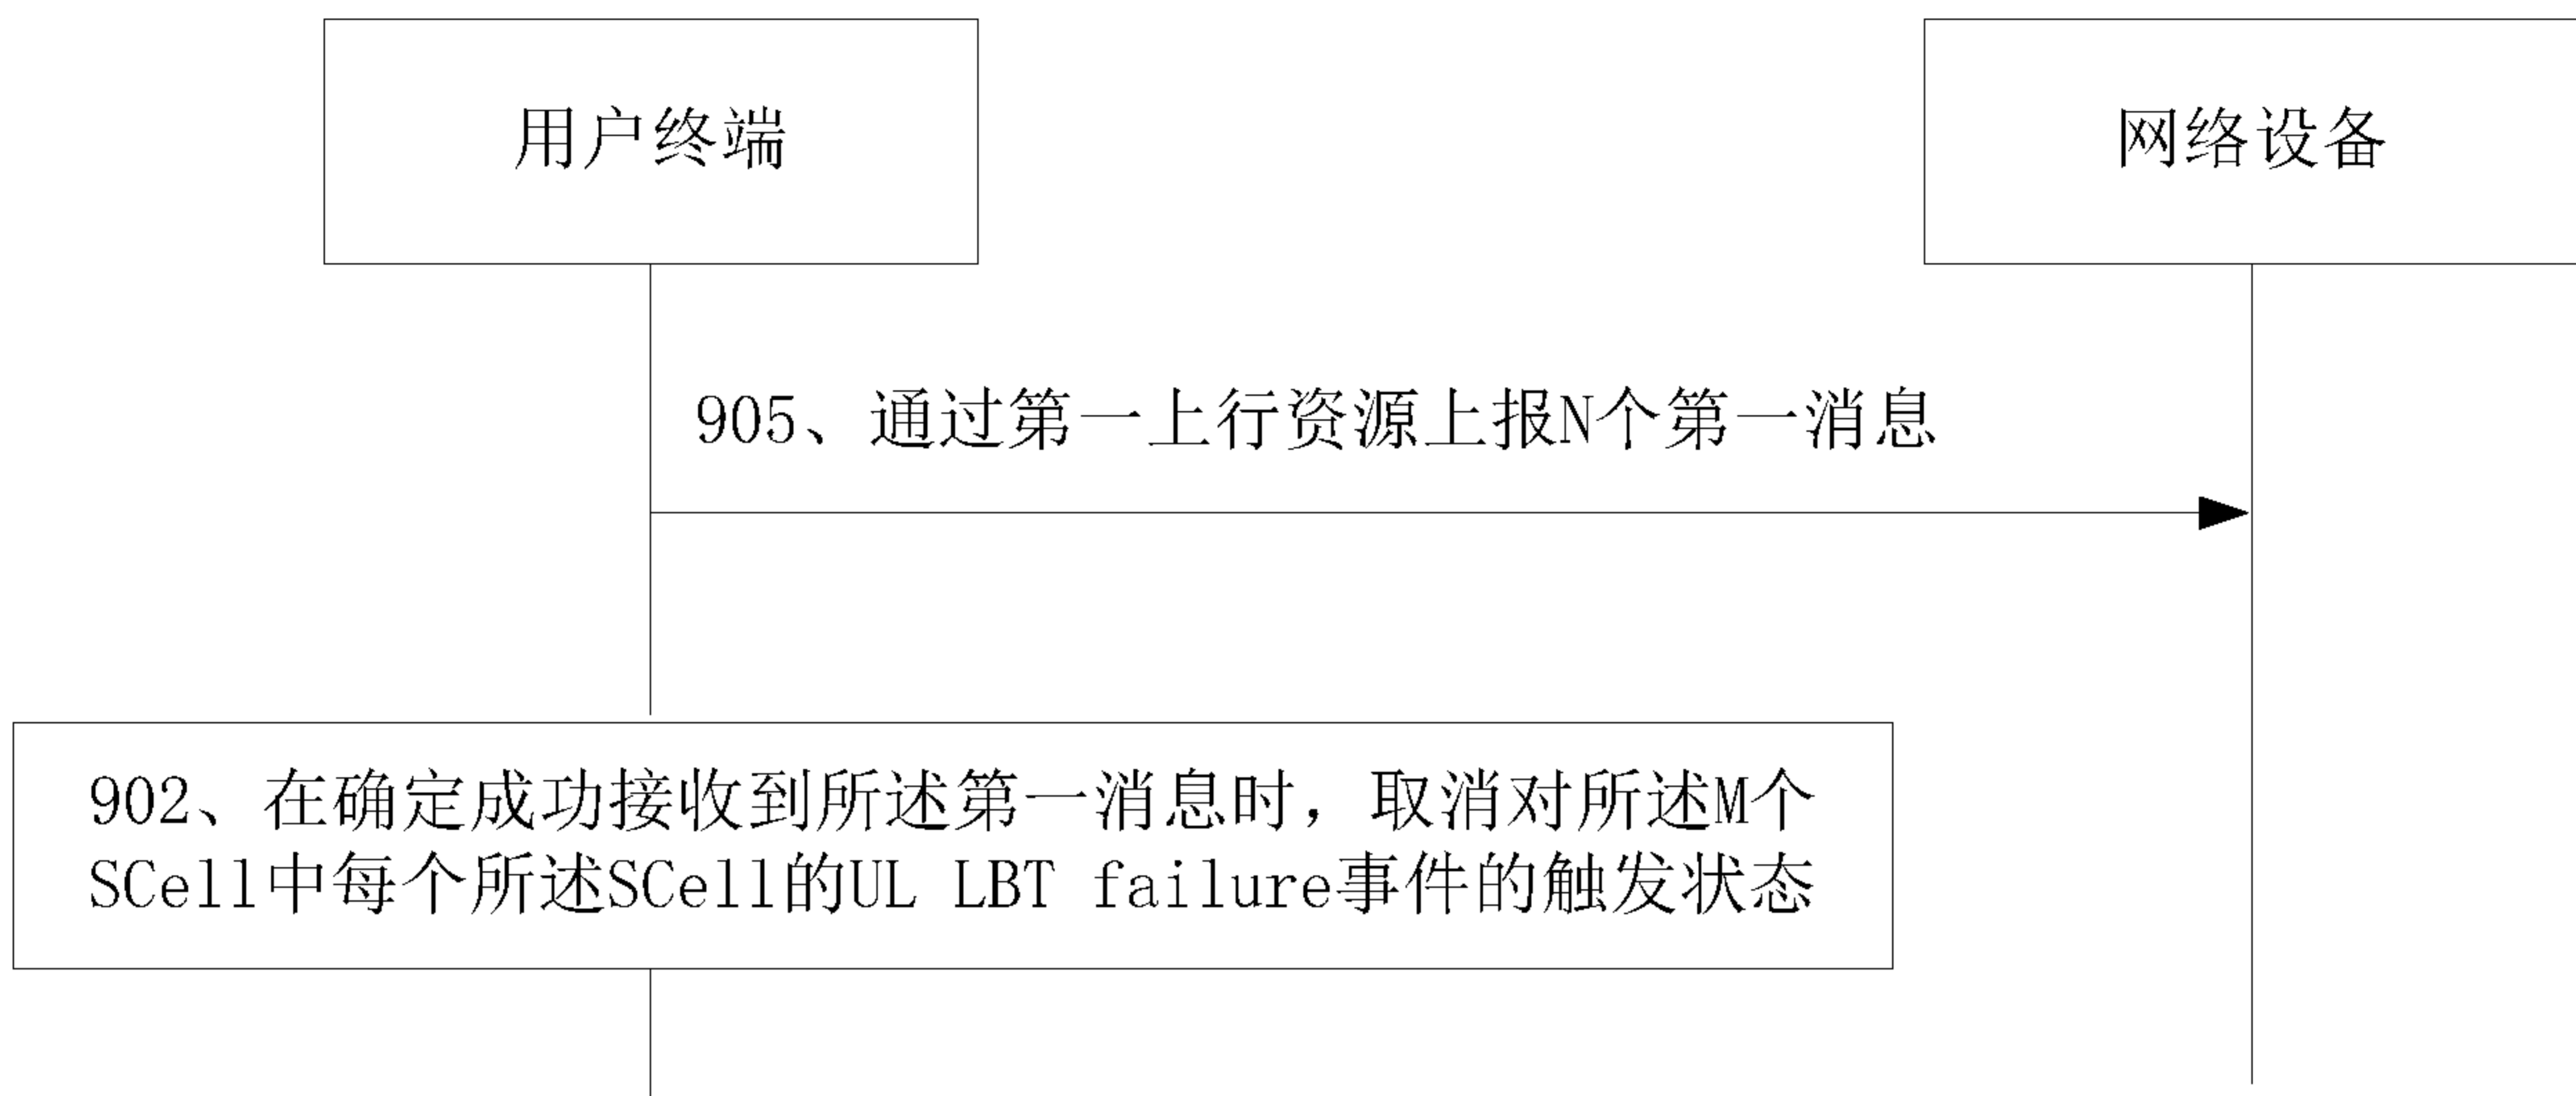 用户终端
网络设备
905、通过第一上行资源上报N个第一消息
902、在确定成功接收到所述第一消息时，取消对所述M个
SCell中每个所述SCell的UL LBT failure事件的触发状态